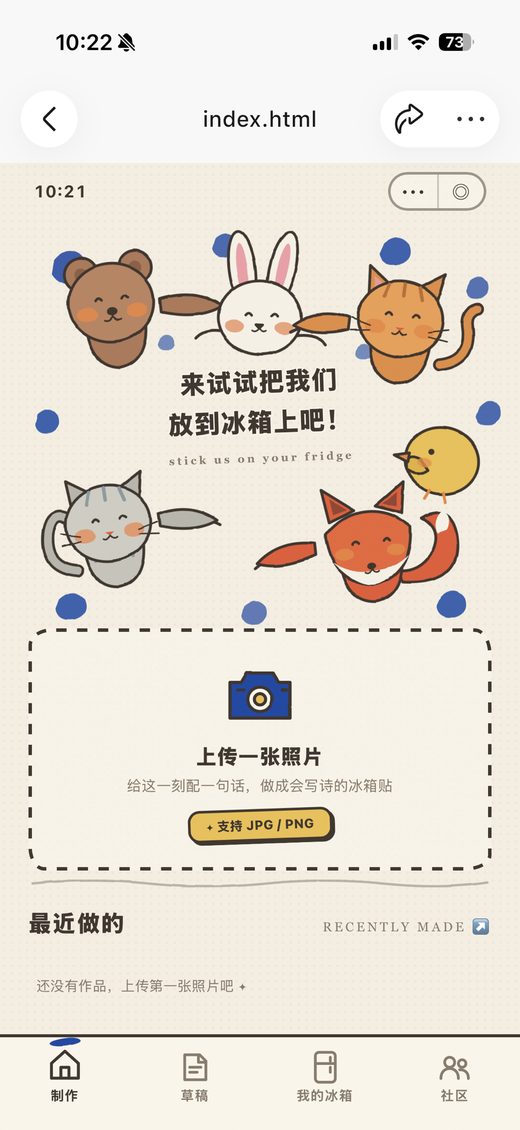 10:22
73
index.html
10:21
来试试把我们
放到冰箱上吧！
stick us on your fridge
上传一张照片
给这一刻配一句话，做成会写诗的冰箱贴
✦ 支持 JPG / PNG
最近做的
RECENTLY MADE ↗
还没有作品，上传第一张照片吧 ✦
制作
草稿
我的冰箱
社区